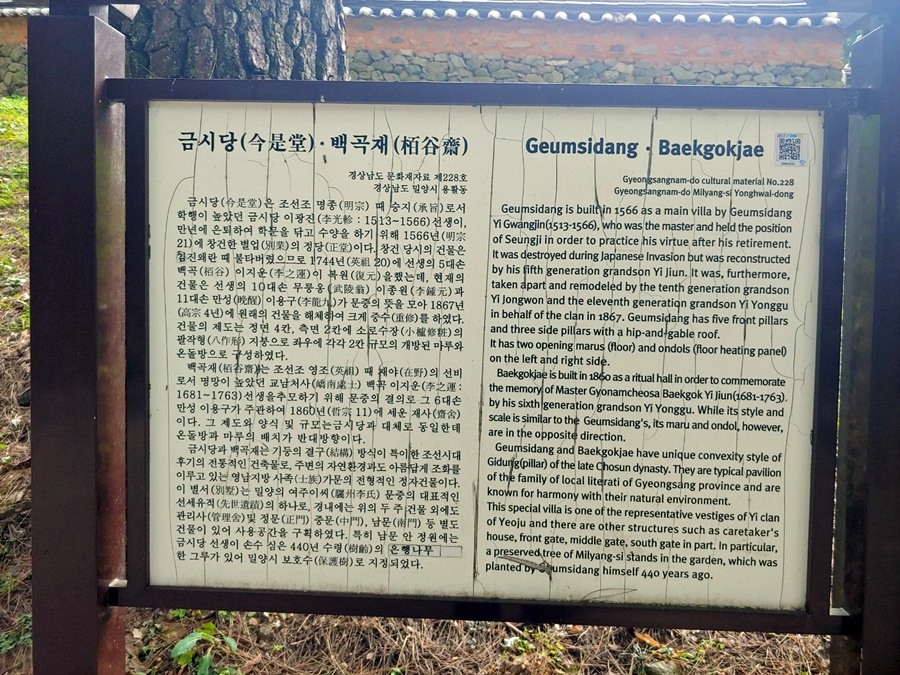 금시당(今是堂)·백곡재(栢谷齋)
경상남도 문화재자료 제228호
경상남도 밀양시 용활동
금시당(今是堂)은 조선조 명종(明宗) 때 승지(承旨)로서
학행이 높았던 금시당 이광진(李光軫 : 1513~1566)선생이,
만년에 은퇴하여 학문을 닦고 수양을 하기 위해 1566년(明宗
21)에 창건한 별업(別業)의 정당(正堂)이다. 창건 당시의 건물은
임진왜란 때 불타버렸으므로 1744년(英祖 20)에 선생의 5대손
백곡(栢谷) 이지운(李之運)이 복원(復元)을했는데, 현재의
건물은 선생의 10대손 무릉옹(武陵翁) 이종원(李鍾元)과
11대손 만성(晩醒) 이용구(李龍九)가 문중의 뜻을 모아 1867년
(高宗 4년)에 원래의 건물을 해체하여 크게 중수(重修)를 하였다.
건물의 제도는 정면 4칸, 측면 2칸에 소로수장(小櫨修粧)의
팔작형(八作形) 지붕으로 좌우에 각각 2칸 규모의 개방된 마루와
온돌방으로 구성하였다.
백곡재(栢谷齋)는 조선조 영조(英祖) 때 재야(在野)의 선비
로서 명망이 높았던 교남처사(嶠南處士) 백곡 이지운(李之運 :
1681~1763)선생을추모하기 위해 문중의 결의로 그 6대손
만성 이용구가 주관하여 1860년(哲宗 11)에 세운 재사(齋舍)
이다. 그 제도와 양식 및 규모는금시당과 대체로 동일한데
온돌방과 마루의 배치가 반대방향이다.
금시당과 백곡재는 기둥의 결구(結構) 방식이 특이한 조선시대
후기의 전통적인 건축물로, 주변의 자연환경과도 아름답게 조화를
이루고 있는 영남지방 사족(士族)가문의 전형적인 정자건물이다.
이 별서(別墅)는 밀양의 여주이씨(驪州李氏) 문중의 대표적인
선세유적(先世遺蹟)의 하나로, 경내에는 위의 두 주 건물 외에도
관리사(管理舍)및 정문(正門) 중문(中門), 남문(南門) 등 별도
건물이 있어 사용공간을 구획하였다. 특히 남문 안 정원에는
금시당 선생이 손수 심은 440년 수령(樹齡)의 은행나무
한 그루가 있어 밀양시 보호수(保護樹)로 지정되었다.
Geumsidang · Baekgokjae
Gyeongsangnam-do cultural material No.228
Gyeongsangnam-do Milyang-si Yonghwal-dong
Geumsidang is built in 1566 as a main villa by Geumsidang
Yi Gwangjin(1513-1566), who was the master and held the position
of Seungji in order to practice his virtue after his retirement.
It was destroyed during Japanese Invasion but was reconstructed
by his fifth generation grandson Yi Jiun. It was, furthermore,
taken apart and remodeled by the tenth generation grandson
Yi Jongwon and the eleventh generation grandson Yi Yonggu
in behalf of the clan in 1867. Geumsidang has five front pillars
and three side pillars with a hip-and-gable roof.
It has two opening marus (floor) and ondols (floor heating panel)
on the left and right side.
Baekgokjae is built in 1860 as a ritual hall in order to commemorate
the memory of Master Gyonamcheosa Baekgok Yi Jiun(1681-1763).
by his sixth generation grandson Yi Yonggu. While its style and
scale is similar to the Geumsidang's, its maru and ondol, however,
are in the opposite direction.
Geumsidang and Baekgokjae have unique convexity style of
Gidung(pillar) of the late Chosun dynasty. They are typical pavilion
of the family of local literati of Gyeongsang province and are
known for harmony with their natural environment.
This special villa is one of the representative vestiges of Yi clan
of Yeoju and there are other structures such as caretaker's
house, front gate, middle gate, south gate in part. In particular,
a preserved tree of Milyang-si stands in the garden, which was
planted by Geumsidang himself 440 years ago.